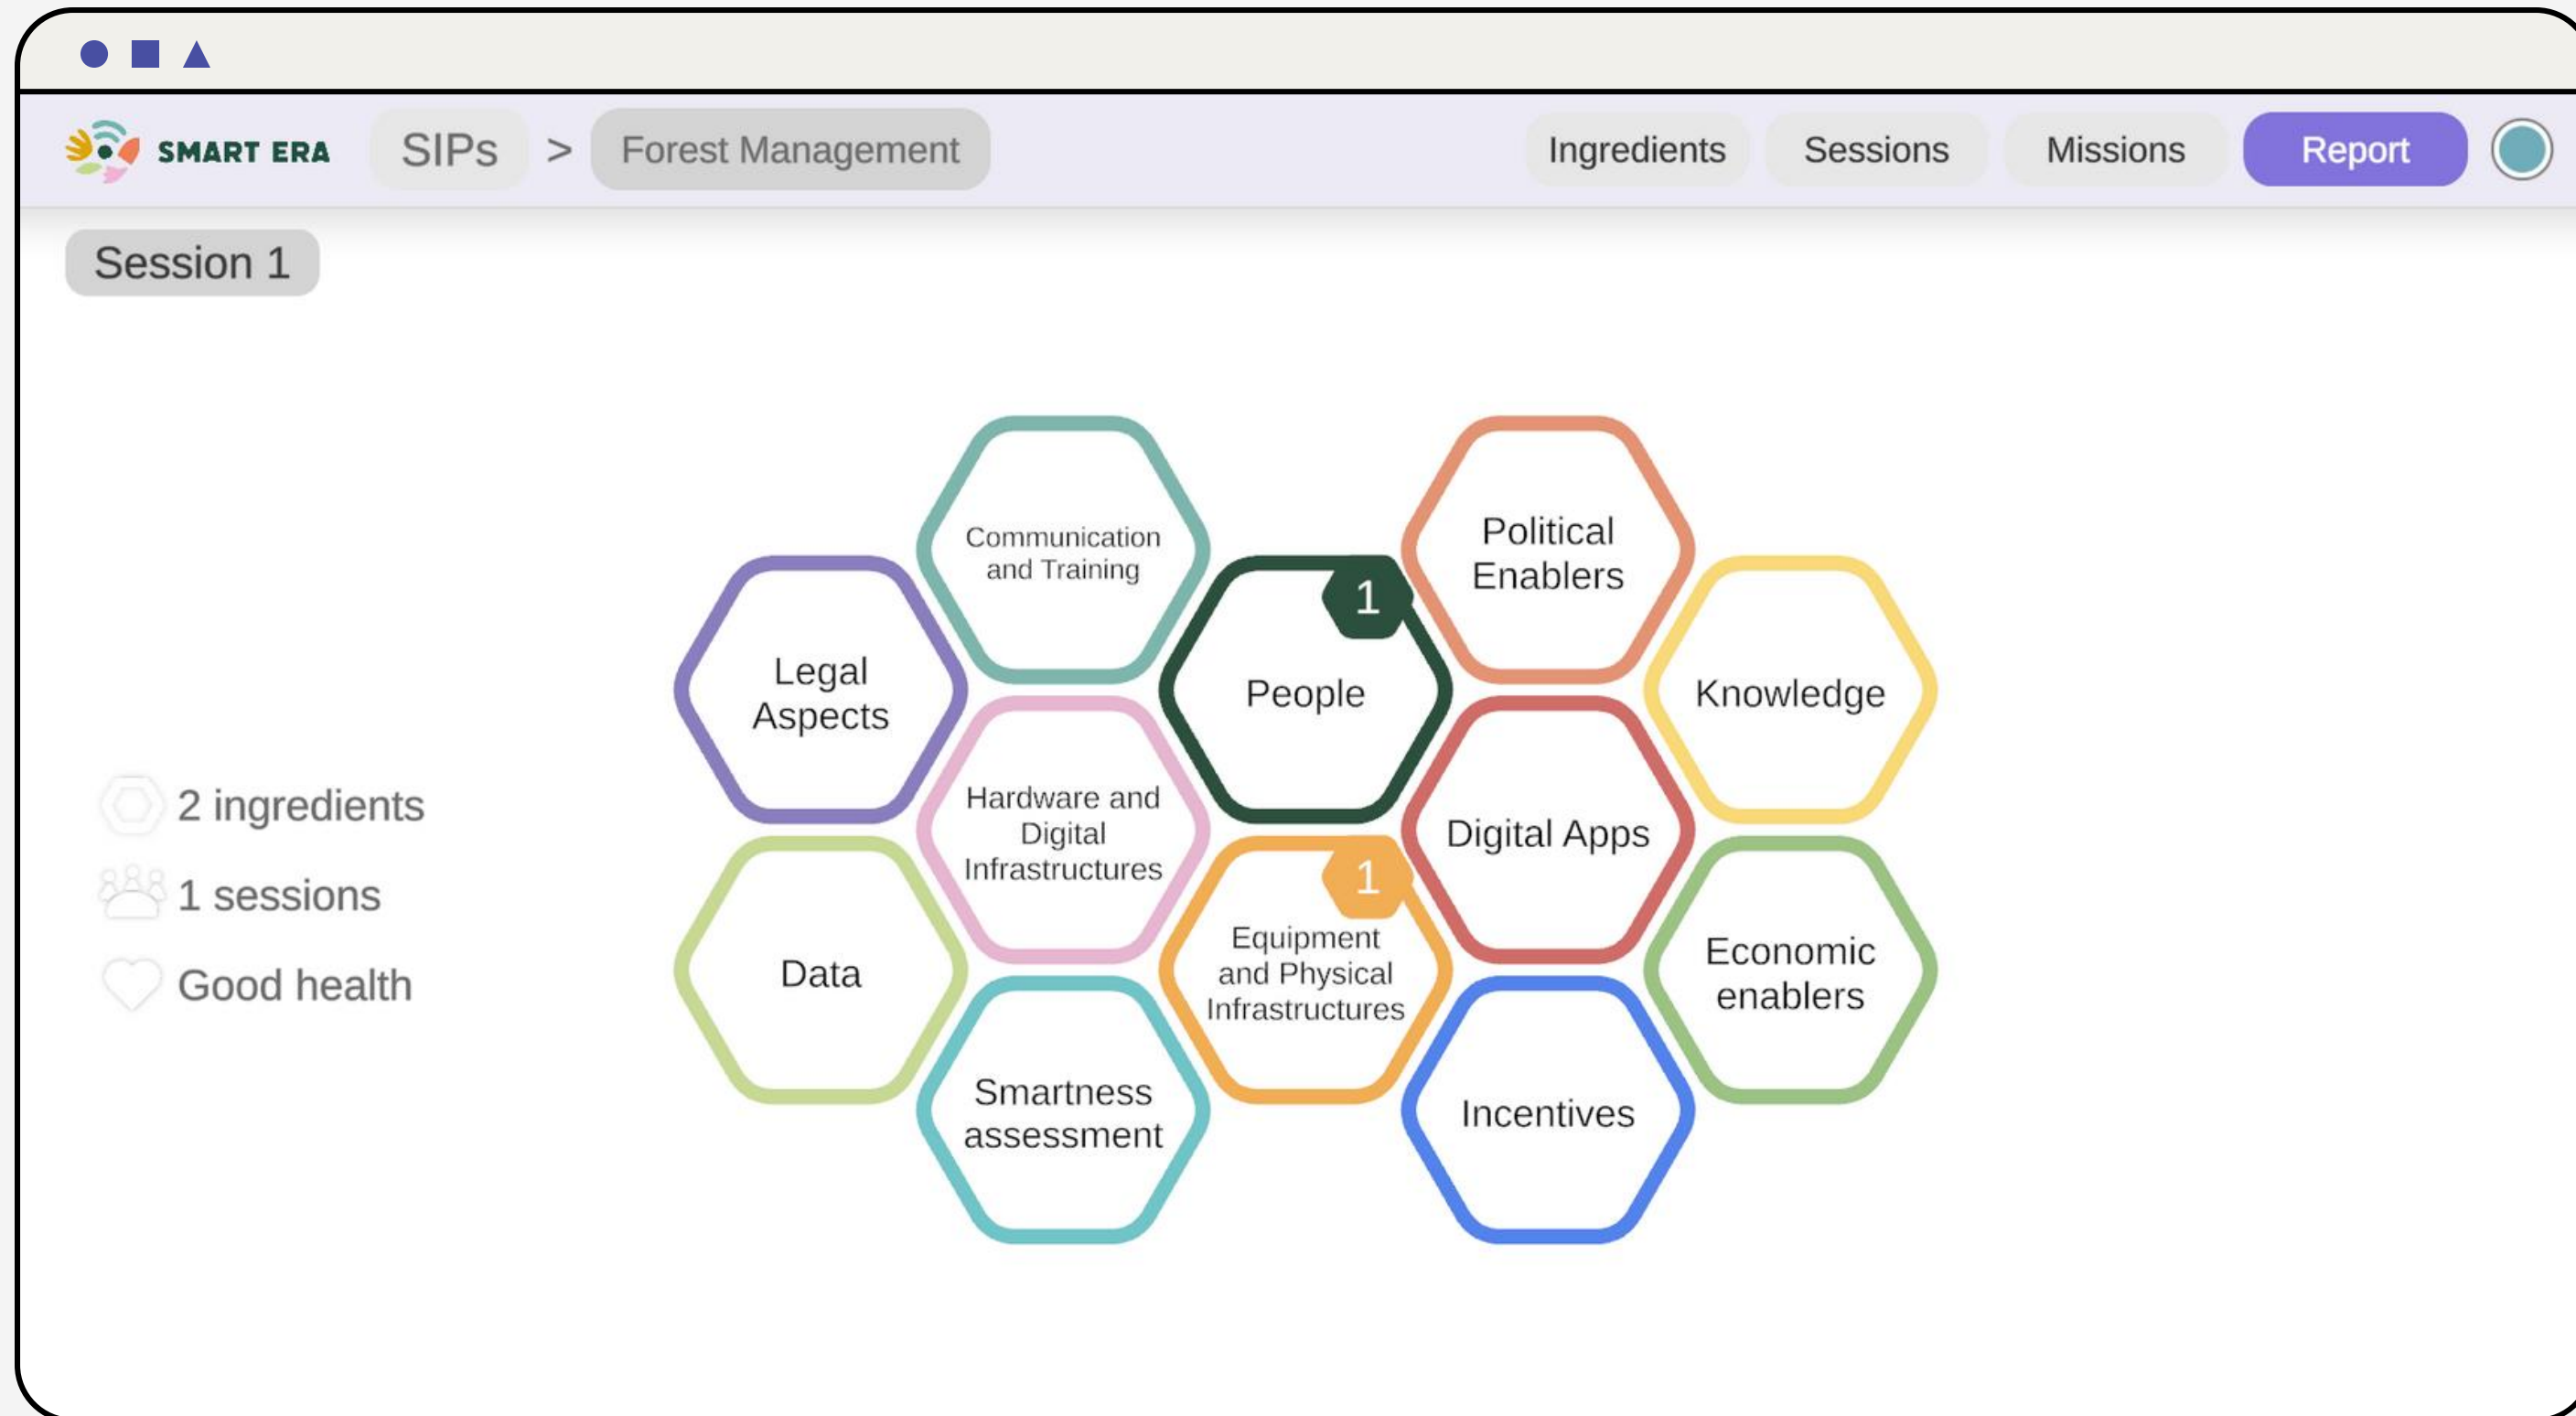 SMART ERA
SIPs > Forest Management
Ingredients
Sessions
Missions
Report
Session 1
Communication
and Training
Political
Enablers
Legal
Aspects
1
People
Knowledge
Hardware and
Digital
Infrastructures
Digital Apps
2 ingredients
1 sessions
Good health
Data
1
Equipment
and Physical
Infrastructures
Economic
enablers
Smartness
assessment
Incentives